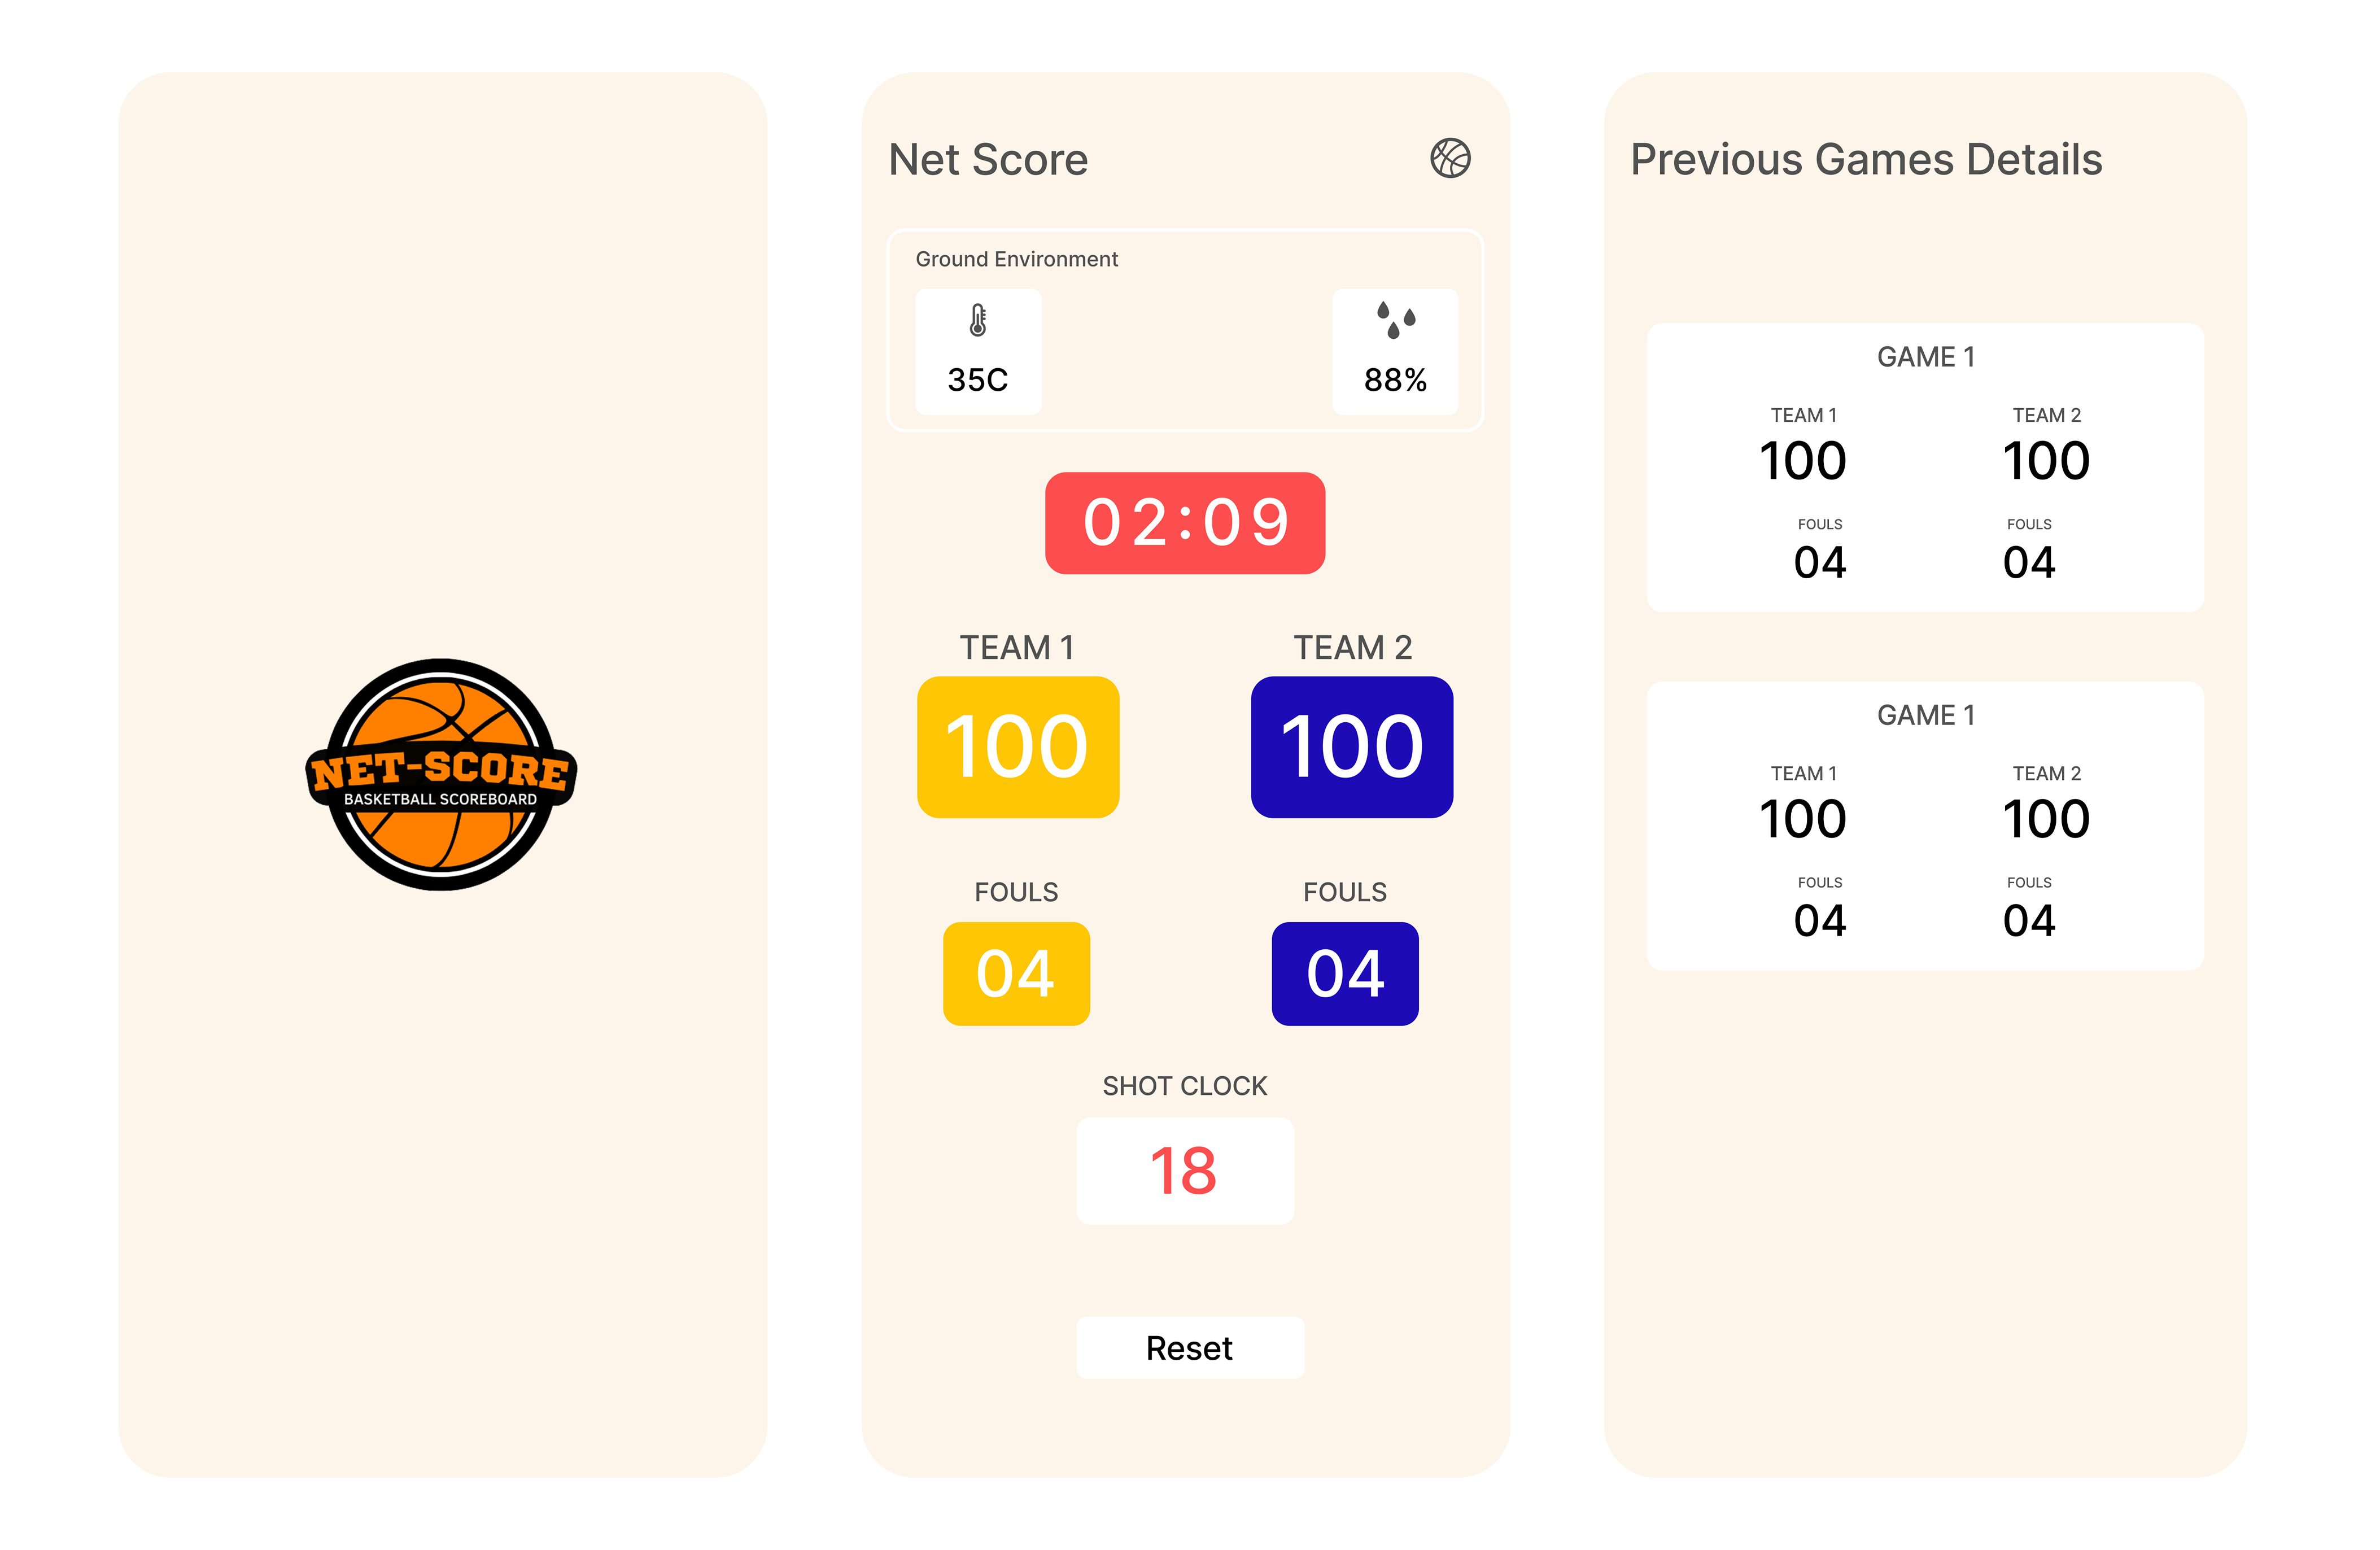 NET-SCORE
BASKETBALL SCOREBOARD
Net Score
Ground Environment
35C 88%
02:09
TEAM 1 TEAM 2
100 100
FOULS FOULS
04 04
SHOT CLOCK
18
Reset
Previous Games Details
GAME 1
TEAM 1 TEAM 2
100 100
FOULS FOULS
04 04
GAME 1
TEAM 1 TEAM 2
100 100
FOULS FOULS
04 04